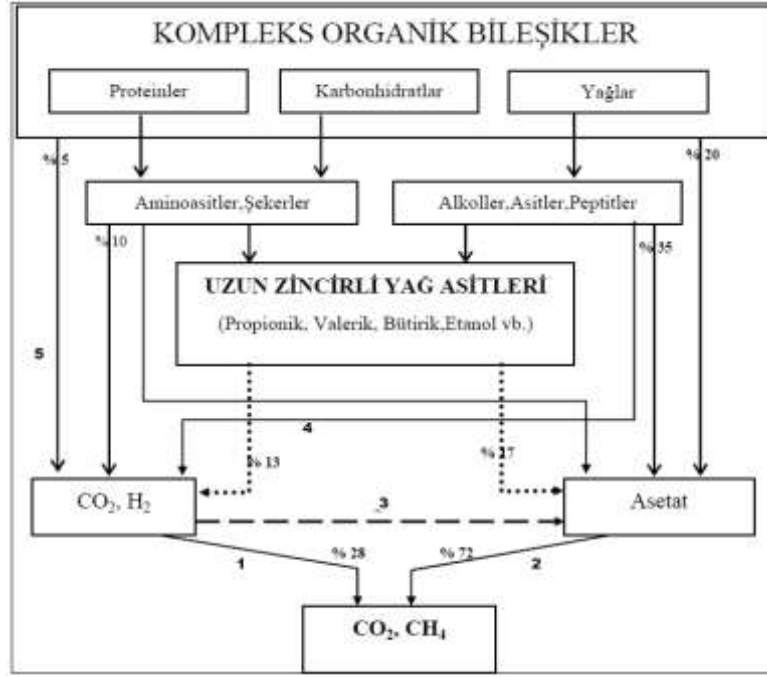 KOMPLEKS ORGANİK BİLEŞİKLER
Proteinler
Karbonhidratlar
Yağlar
% 5
% 20
Aminoasitler,Şekerler
Alkoller,Asitler,Peptitler
% 10
% 35
UZUN ZİNCİRLİ YAĞ ASİTLERİ
(Propionik, Valerik, Bütirik,Etanol vb.)
5
4
% 13
% 17
CO₂, H₂
3
Asetat
1
% 28
% 72
2
CO₂, CH₄